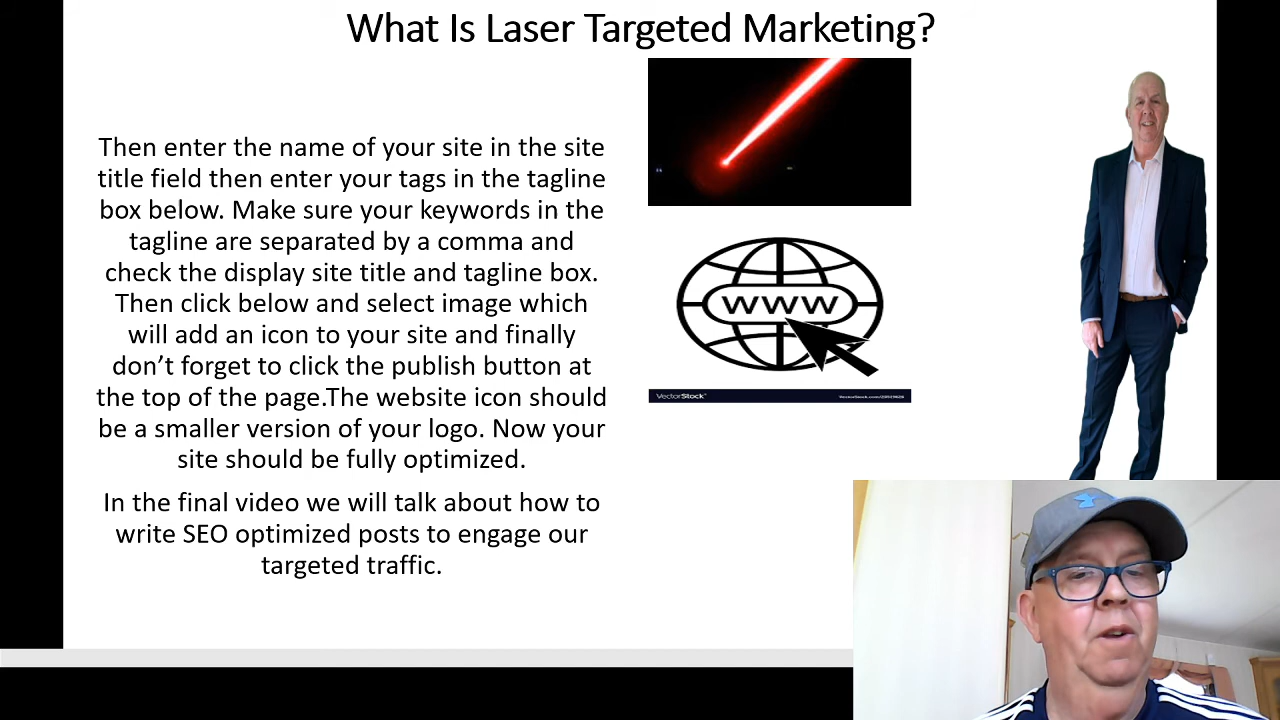 What Is Laser Targeted Marketing?
Then enter the name of your site in the site
title field then enter your tags in the tagline
box below. Make sure your keywords in the
tagline are separated by a comma and
check the display site title and tagline box.
Then click below and select image which
will add an icon to your site and finally
don’t forget to click the publish button at
the top of the page.The website icon should
be a smaller version of your logo. Now your
site should be fully optimized.
In the final video we will talk about how to
write SEO optimized posts to engage our
targeted traffic.
WWW
VectorStock